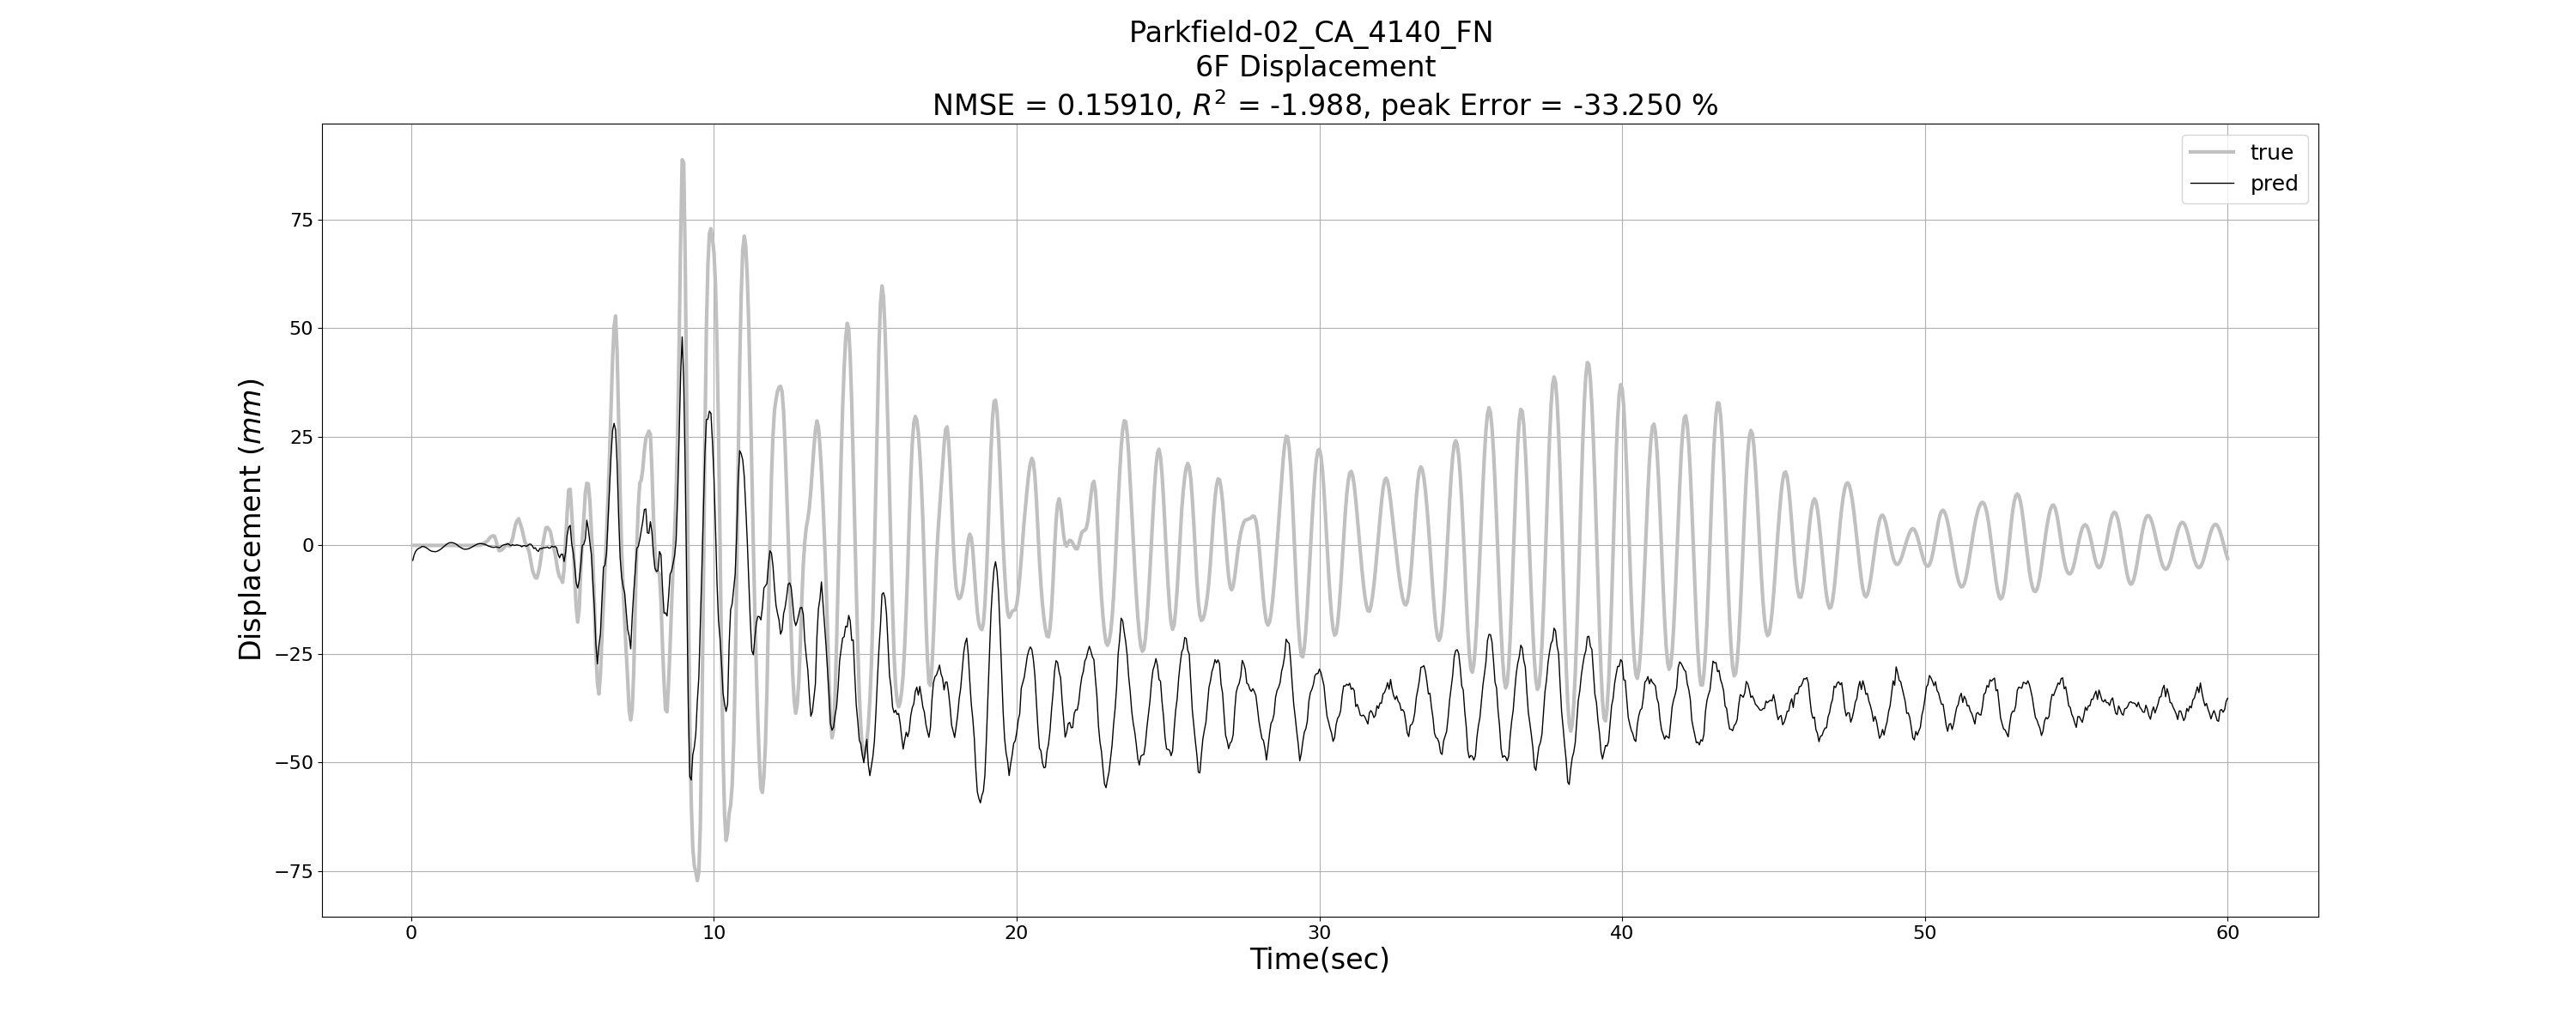 Parkfield-02_CA_4140_FN
6F Displacement
NMSE = 0.15910, R² = -1.988, peak Error = -33.250 %
true
pred
75
50
25
0
−25
−50
−75
Displacement (mm)
0 10 20 30 40 50 60
Time(sec)